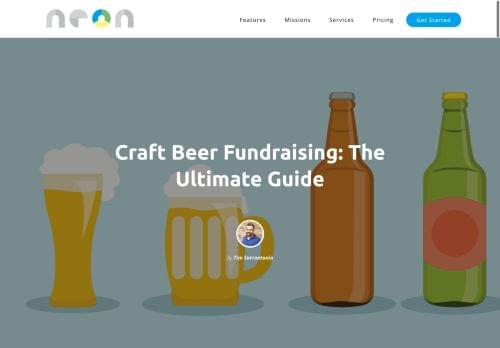 neon
Features Missions Services Pricing Get Started
Craft Beer Fundraising: The
Ultimate Guide
By Tim Sarrantonio